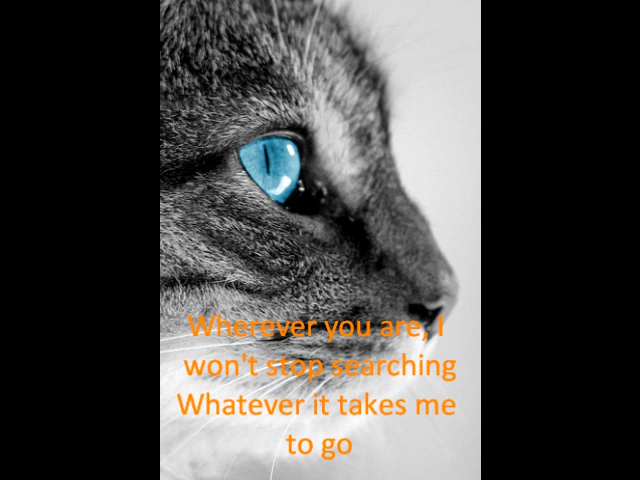 Wherever you are, I
won't stop searching
Whatever it takes me
to go